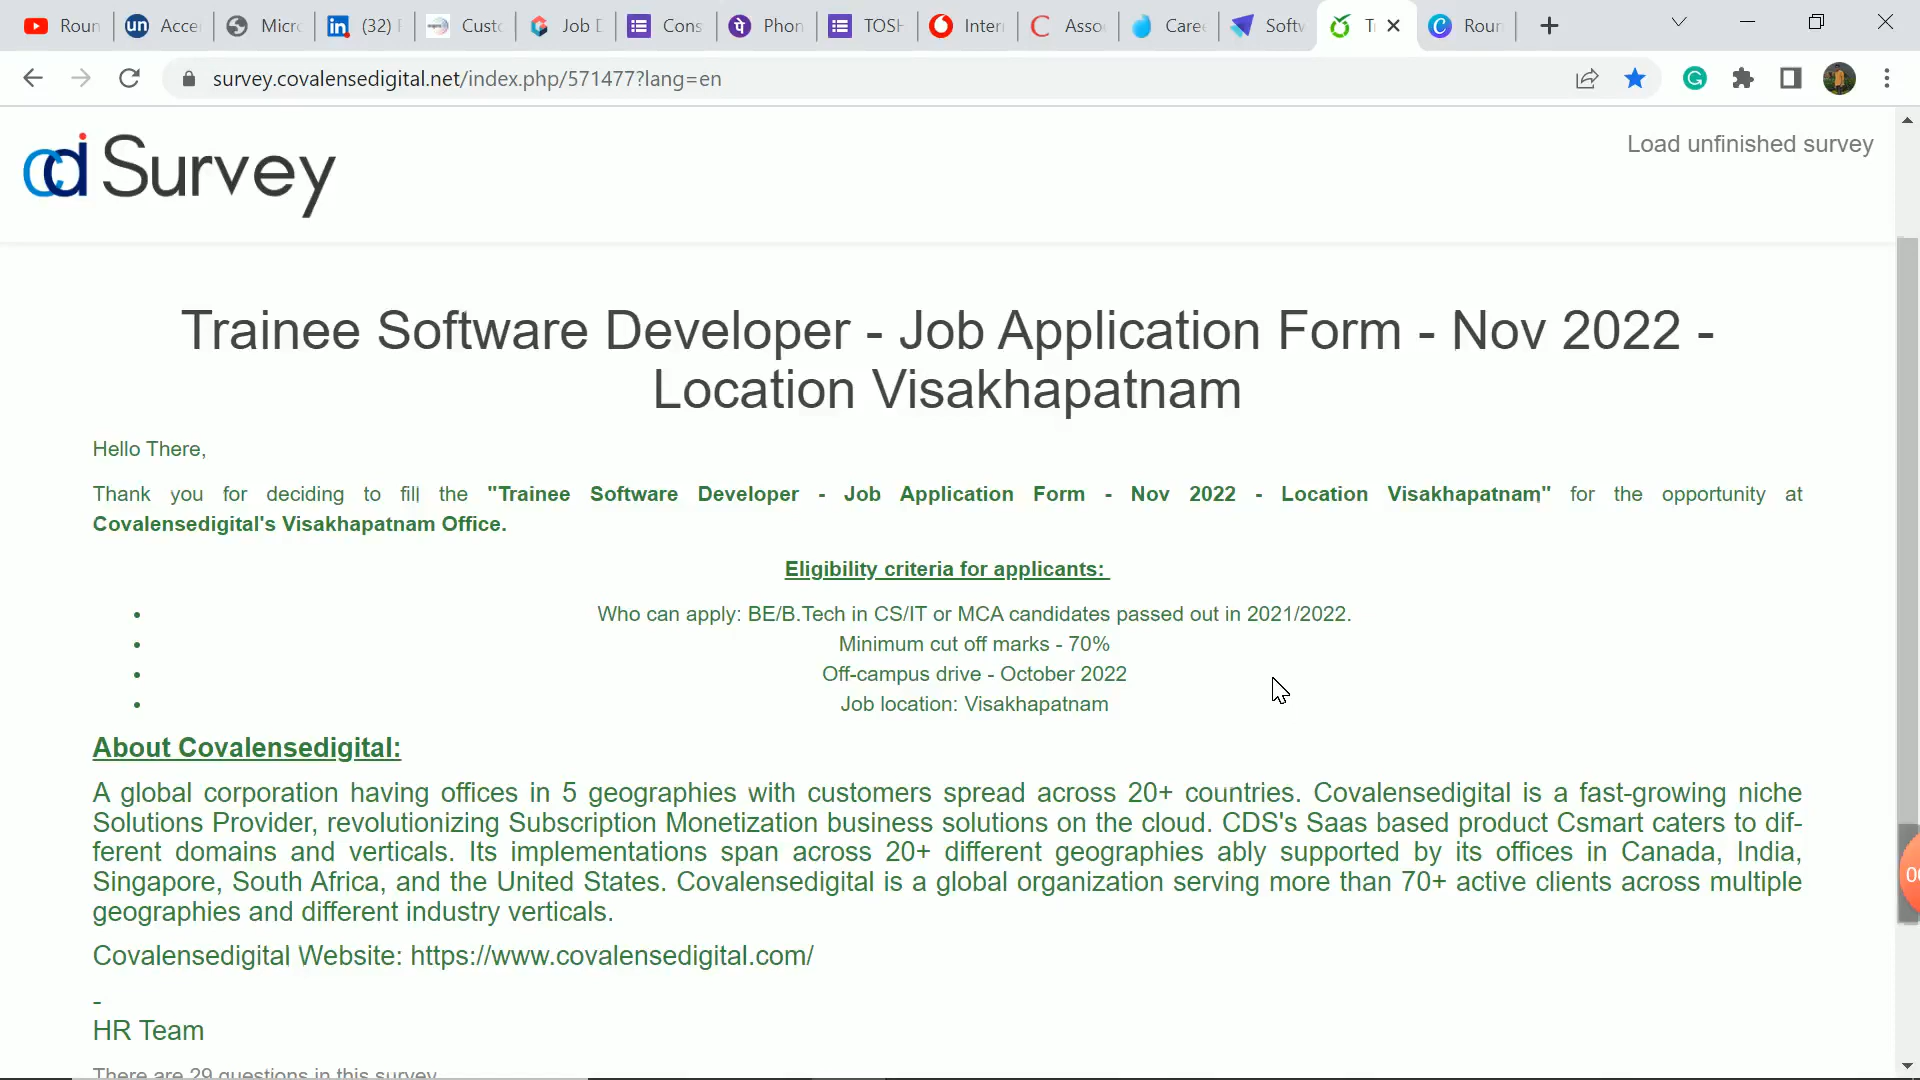 Roun
Acce
Micr
(32)
Cust
Job
Cons
Phon
TOSH
Inter
Asso
Caree
Softw
T
Roun
survey.covalensedigital.net/index.php/571477?lang=en
cdi Survey
Load unfinished survey
Trainee Software Developer - Job Application Form - Nov 2022 -
Location Visakhapatnam
Hello There,
Thank you for deciding to fill the "Trainee Software Developer - Job Application Form - Nov 2022 - Location Visakhapatnam" for the opportunity at
Covalensedigital's Visakhapatnam Office.
Eligibility criteria for applicants:
• Who can apply: BE/B.Tech in CS/IT or MCA candidates passed out in 2021/2022.
• Minimum cut off marks - 70%
• Off-campus drive - October 2022
• Job location: Visakhapatnam
About Covalensedigital:
A global corporation having offices in 5 geographies with customers spread across 20+ countries. Covalensedigital is a fast-growing niche
Solutions Provider, revolutionizing Subscription Monetization business solutions on the cloud. CDS's Saas based product Csmart caters to dif-
ferent domains and verticals. Its implementations span across 20+ different geographies ably supported by its offices in Canada, India,
Singapore, South Africa, and the United States. Covalensedigital is a global organization serving more than 70+ active clients across multiple
geographies and different industry verticals.
Covalensedigital Website: https://www.covalensedigital.com/
-
HR Team
There are 29 questions in this survey